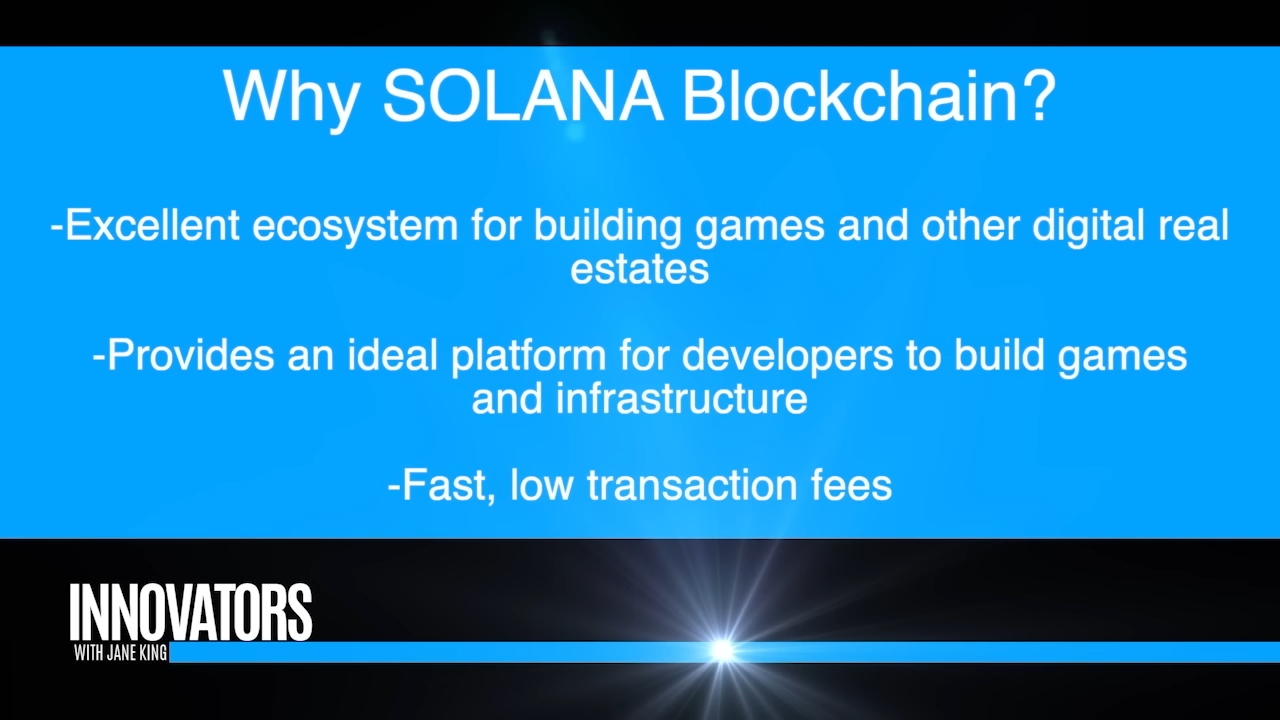 Why SOLANA Blockchain?
-Excellent ecosystem for building games and other digital real
estates
-Provides an ideal platform for developers to build games
and infrastructure
-Fast, low transaction fees
INNOVATORS
WITH JANE KING